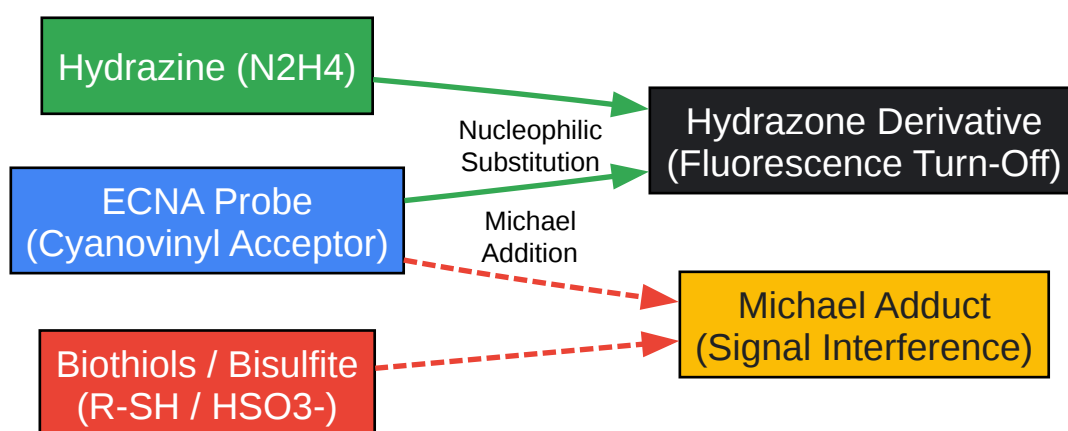 Hydrazine (N2H4)
Nucleophilic
Substitution
Hydrazone Derivative
(Fluorescence Turn-Off)
ECNA Probe
(Cyanovinyl Acceptor)
Michael
Addition
Michael Adduct
(Signal Interference)
Biothiols / Bisulfite
(R-SH / HSO3-)